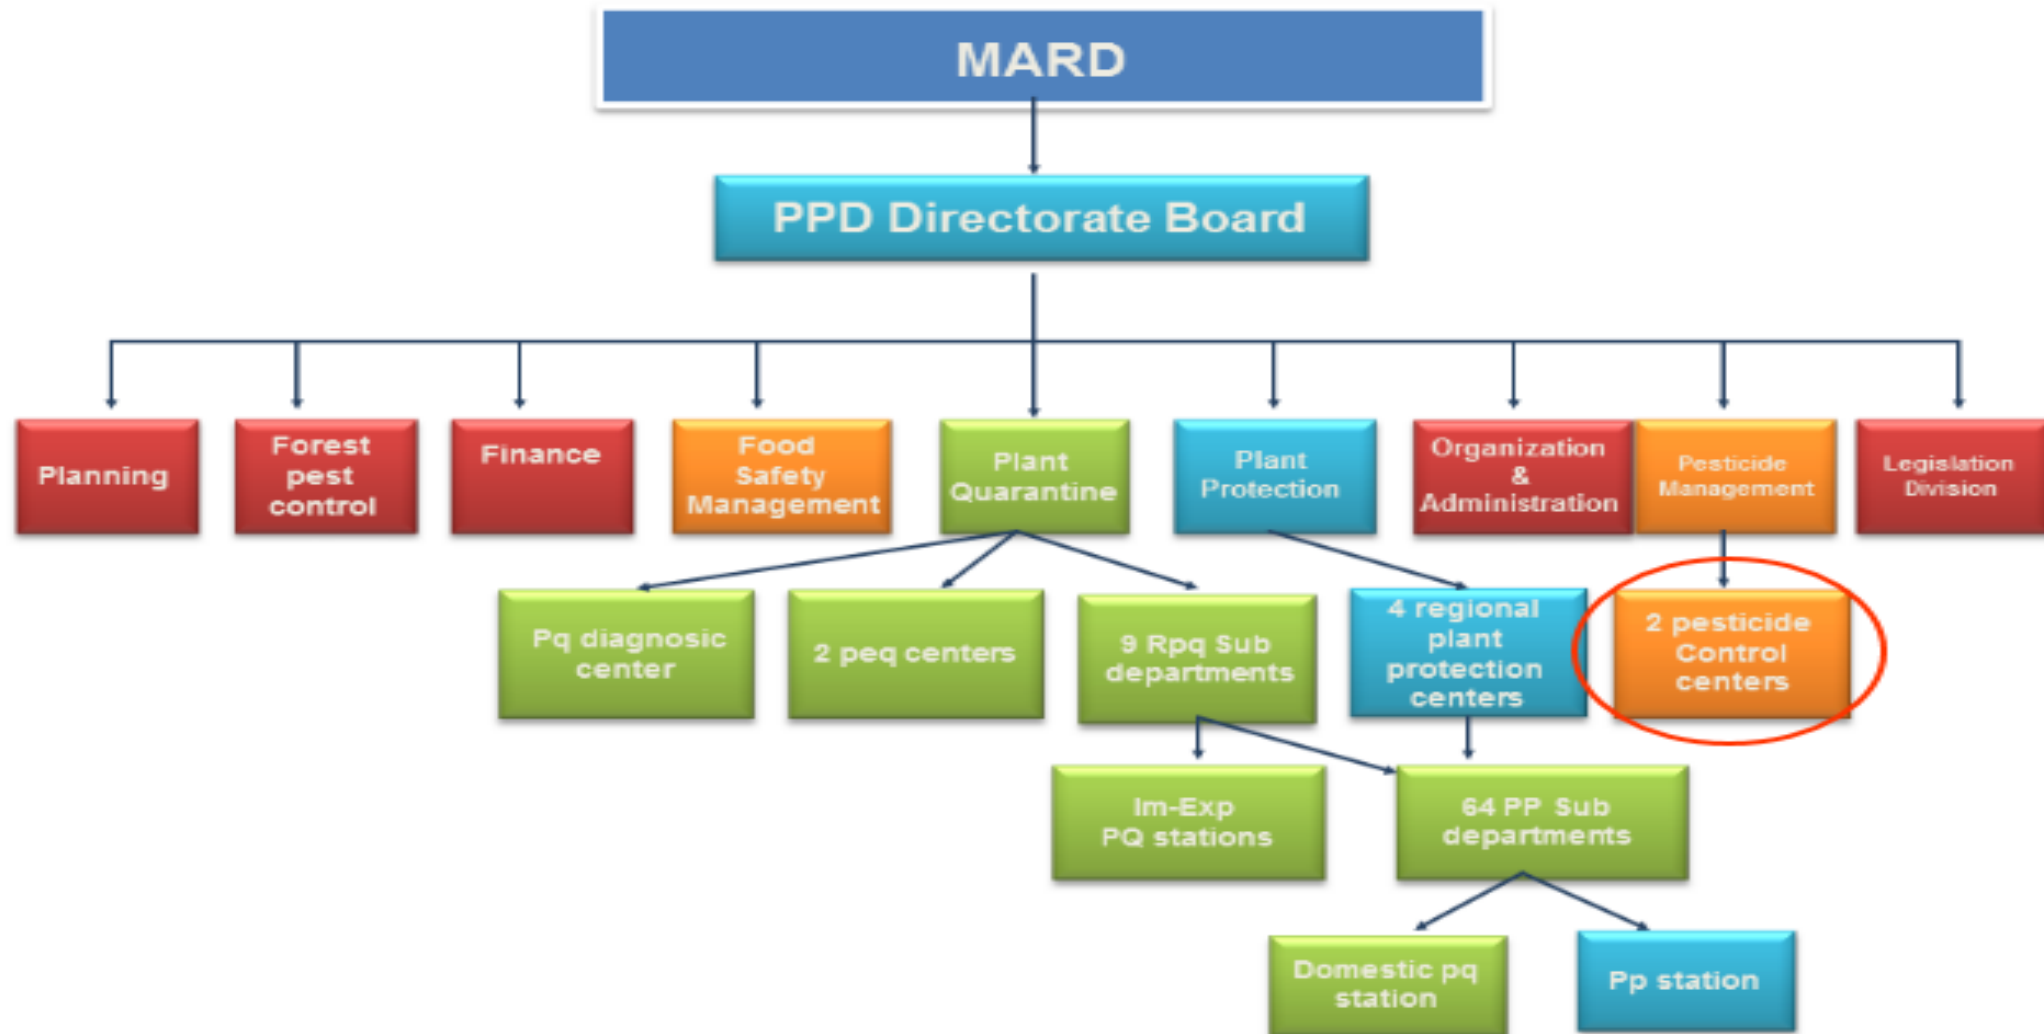 MARD
PPD Directorate Board
Planning
Forest
pest
control
Finance
Food
Safety
Management
Plant
Quarantine
Plant
Protection
Organization
&
Administration
Pesticide
Management
Legislation
Division
Pq diagnosic
center
2 peq centers
9 Rpq Sub
departments
4 regional
plant
protection
centers
2 pesticide
Control
centers
Im-Exp
PQ stations
64 PP Sub
departments
Domestic pq
station
Pp station